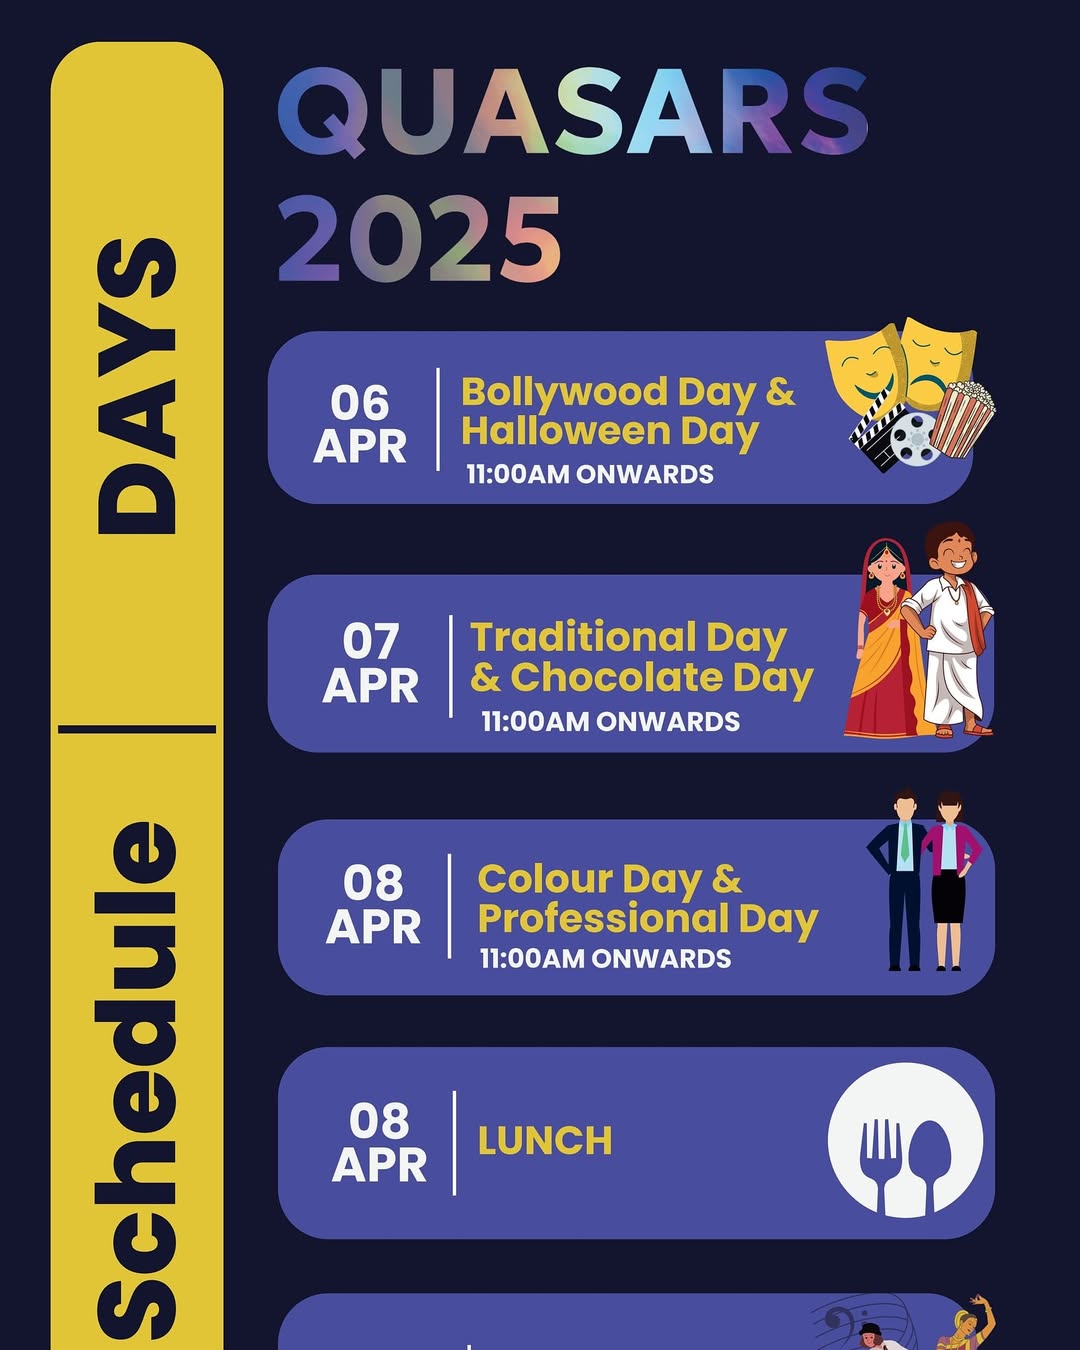 QUASARS
2025
DAYS
Schedule
06
APR
Bollywood Day &
Halloween Day
11:00AM ONWARDS
07
APR
Traditional Day
& Chocolate Day
11:00AM ONWARDS
08
APR
Colour Day &
Professional Day
11:00AM ONWARDS
08
APR
LUNCH